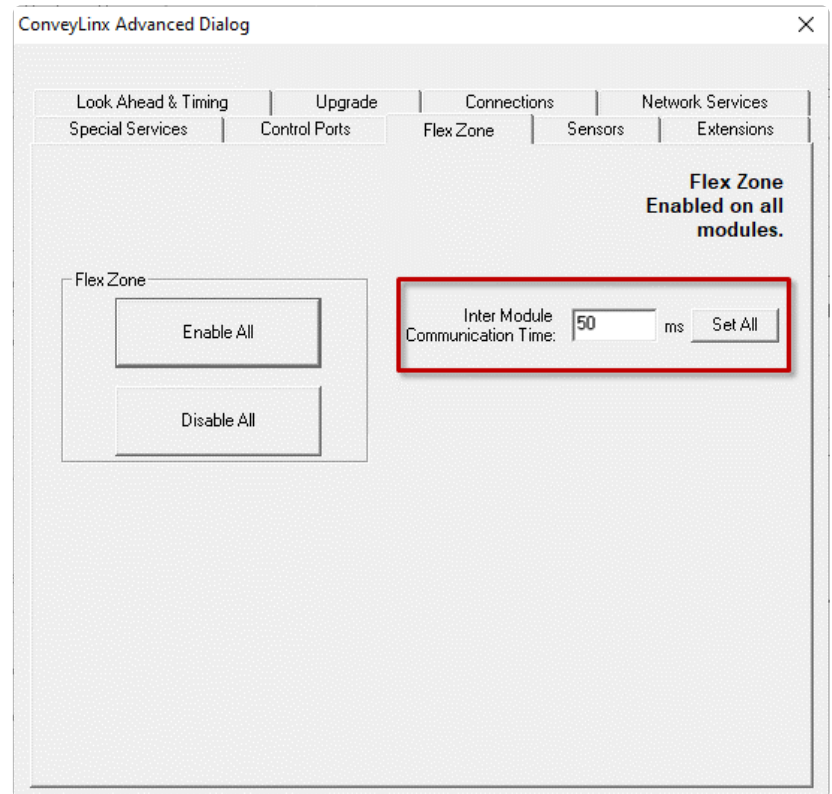 ConveyLinx Advanced Dialog
Look Ahead & Timing
Upgrade
Connections
Network Services
Special Services
Control Ports
Flex Zone
Sensors
Extensions
Flex Zone
Enabled on all
modules.
Flex Zone
Enable All
Disable All
Inter Module
Communication Time:
50
ms
Set All